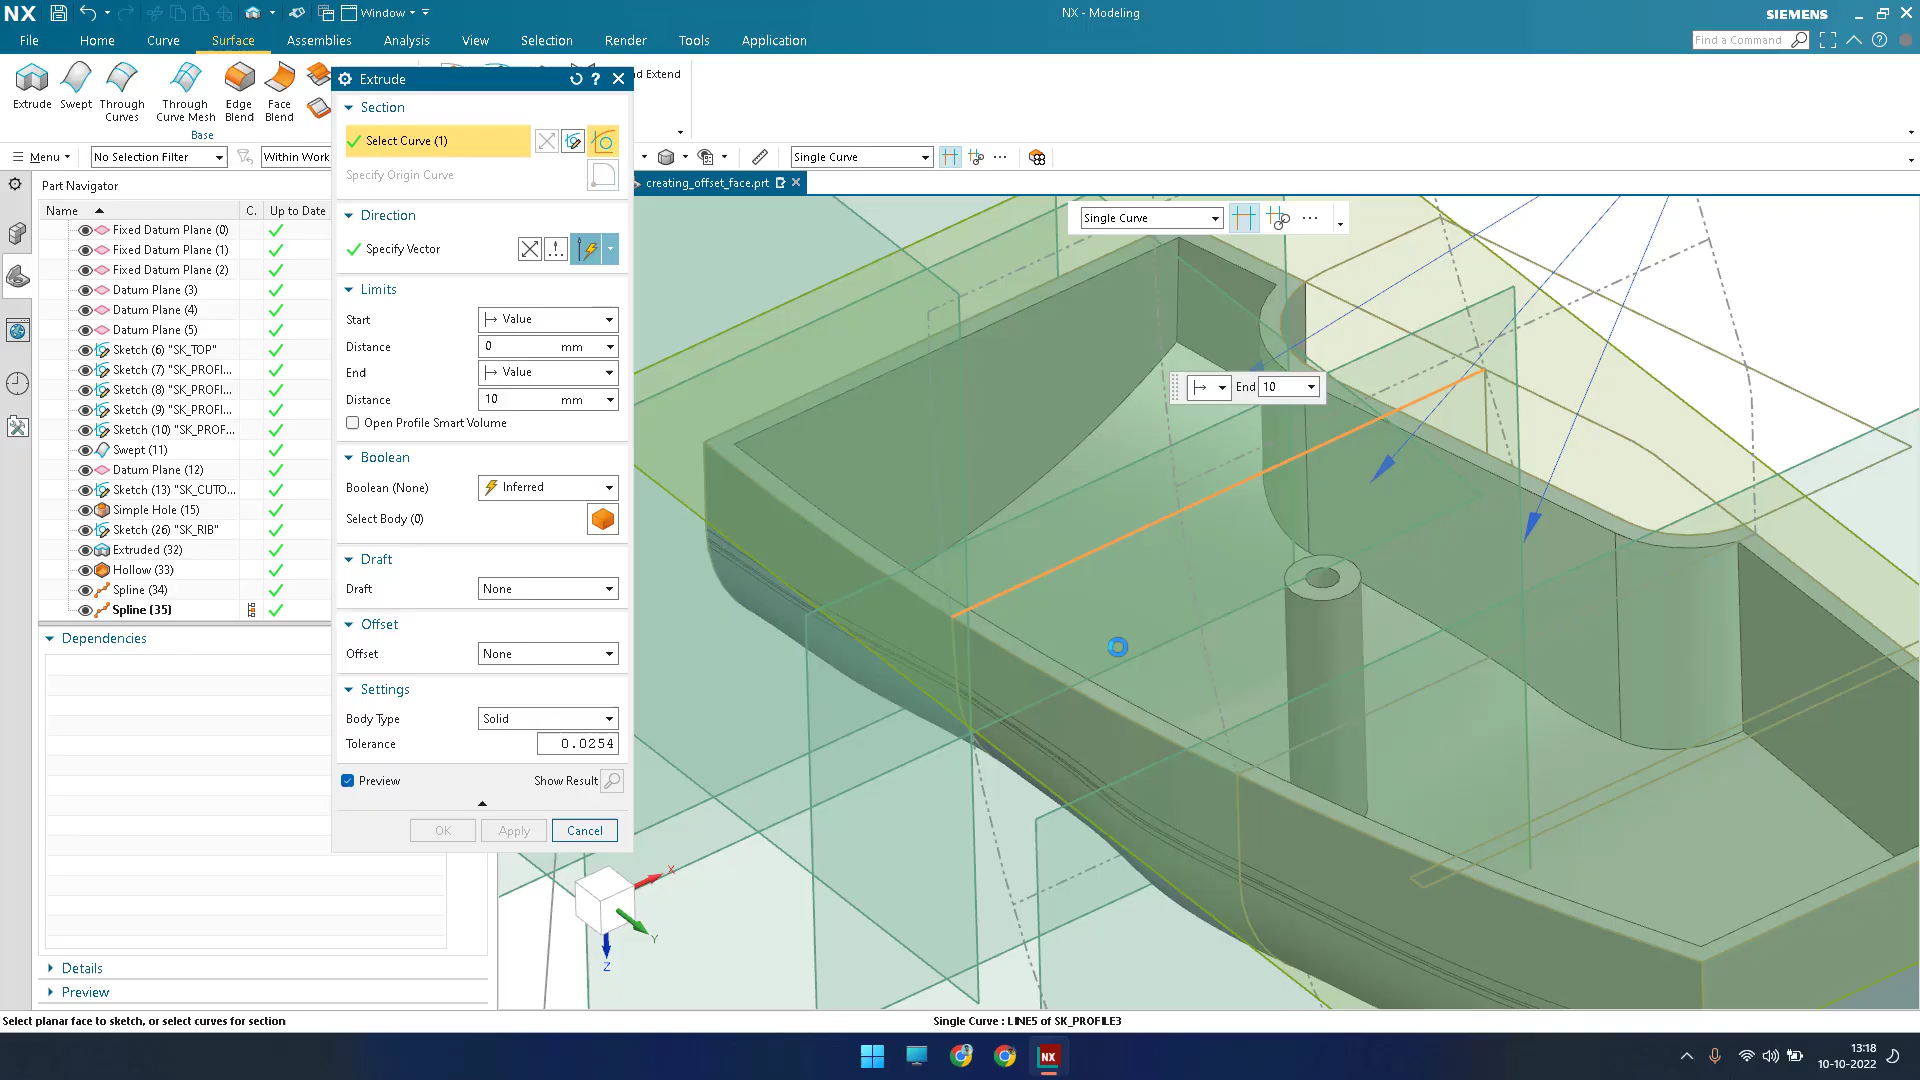 NX
Window
NX - Modeling
SIEMENS
File
Home
Curve
Surface
Assemblies
Analysis
View
Selection
Render
Tools
Application
Find a Command
Extrude
Swept
Through Curves
Through Curve Mesh
Edge Blend
Face Blend
Base
d Extend
Menu
No Selection Filter
Within Work
Single Curve
Part Navigator
creating_offset_face.prt
Name
C.
Up to Date
Fixed Datum Plane (0)
Fixed Datum Plane (1)
Fixed Datum Plane (2)
Datum Plane (3)
Datum Plane (4)
Datum Plane (5)
Sketch (6) "SK_TOP"
Sketch (7) "SK_PROFI...
Sketch (8) "SK_PROFI...
Sketch (9) "SK_PROFI...
Sketch (10) "SK_PROF...
Swept (11)
Datum Plane (12)
Sketch (13) "SK_CUTO...
Simple Hole (15)
Sketch (26) "SK_RIB"
Extruded (32)
Hollow (33)
Spline (34)
Spline (35)
Dependencies
Details
Preview
Extrude
Section
Select Curve (1)
Specify Origin Curve
Direction
Specify Vector
Limits
Start
Value
Distance
0 mm
End
Value
Distance
10 mm
Open Profile Smart Volume
Boolean
Boolean (None)
Inferred
Select Body (0)
Draft
Draft
None
Offset
Offset
None
Settings
Body Type
Solid
Tolerance
0.0254
Preview
Show Result
OK
Apply
Cancel
Single Curve
End 10
X
Y
Z
Select planar face to sketch, or select curves for section
Single Curve : LINE5 of SK_PROFILE3
NX
13:18
10-10-2022